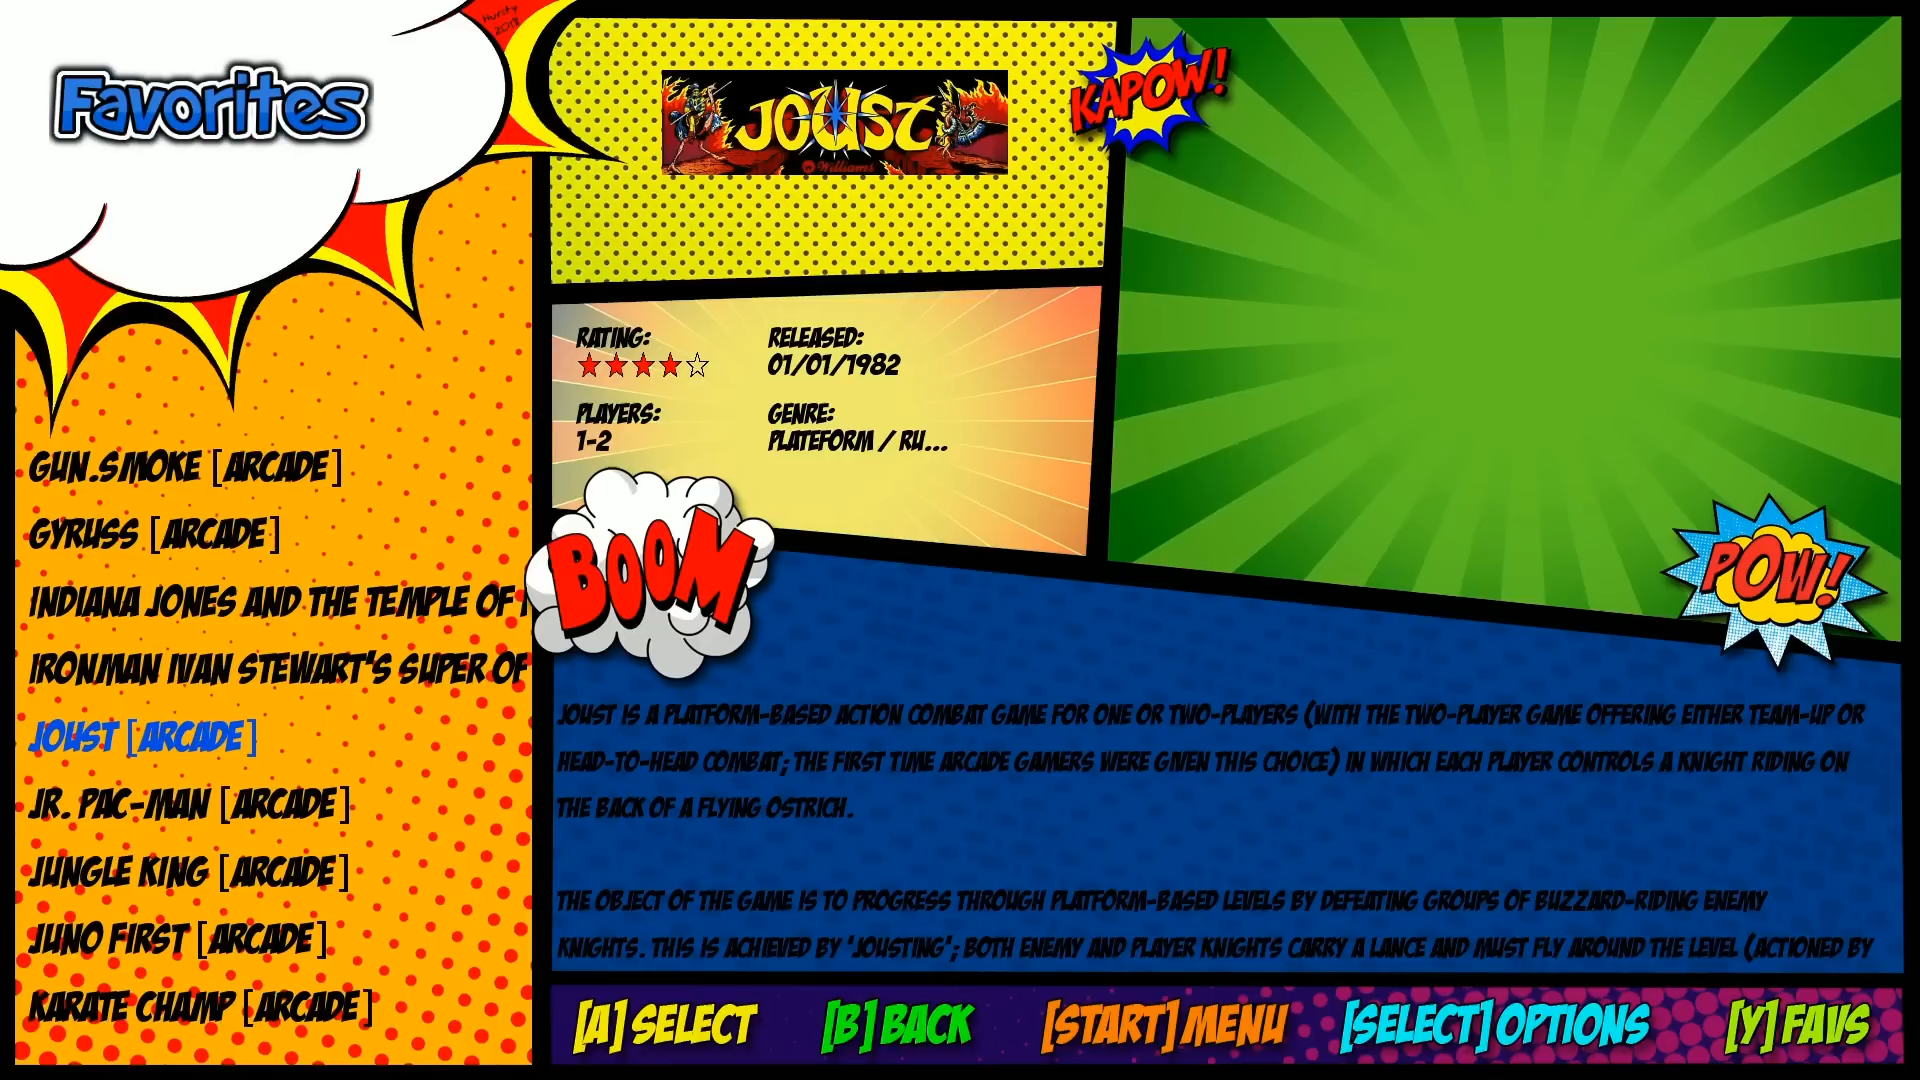 Hursty
2018
Favorites
JOUST
Williams
KAPOW!
RATING:
RELEASED:
01/01/1982
PLAYERS:
1-2
GENRE:
PLATEFORM / RU...
GUN.SMOKE [ARCADE]
GYRUSS [ARCADE]
INDIANA JONES AND THE TEMPLE OF
IRONMAN IVAN STEWART'S SUPER OF
JOUST [ARCADE]
JR. PAC-MAN [ARCADE]
JUNGLE KING [ARCADE]
JUNO FIRST [ARCADE]
KARATE CHAMP [ARCADE]
BOOM
POW!
JOUST IS A PLATFORM-BASED ACTION COMBAT GAME FOR ONE OR TWO-PLAYERS (WITH THE TWO-PLAYER GAME OFFERING EITHER TEAM-UP OR
HEAD-TO-HEAD COMBAT; THE FIRST TIME ARCADE GAMERS WERE GIVEN THIS CHOICE) IN WHICH EACH PLAYER CONTROLS A KNIGHT RIDING ON
THE BACK OF A FLYING OSTRICH.
THE OBJECT OF THE GAME IS TO PROGRESS THROUGH PLATFORM-BASED LEVELS BY DEFEATING GROUPS OF BUZZARD-RIDING ENEMY
KNIGHTS. THIS IS ACHIEVED BY 'JOUSTING'; BOTH ENEMY AND PLAYER KNIGHTS CARRY A LANCE AND MUST FLY AROUND THE LEVEL (ACTIONED BY
[A] SELECT [B] BACK [START] MENU [SELECT] OPTIONS [Y] FAVS